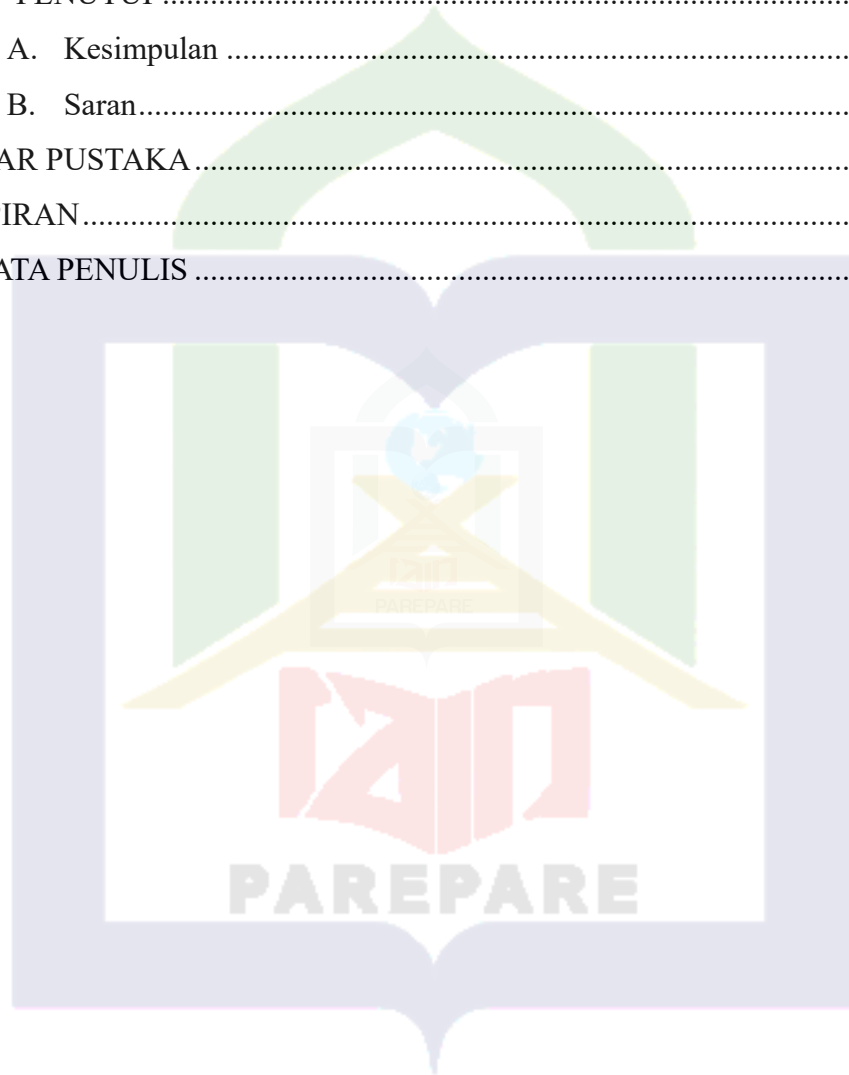 PENUTUP ................................................................
A. Kesimpulan ................................................................
B. Saran................................................................
AR PUSTAKA................................................................
IRAN................................................................
ATA PENULIS ................................................................
PAREPARE
PAREPARE